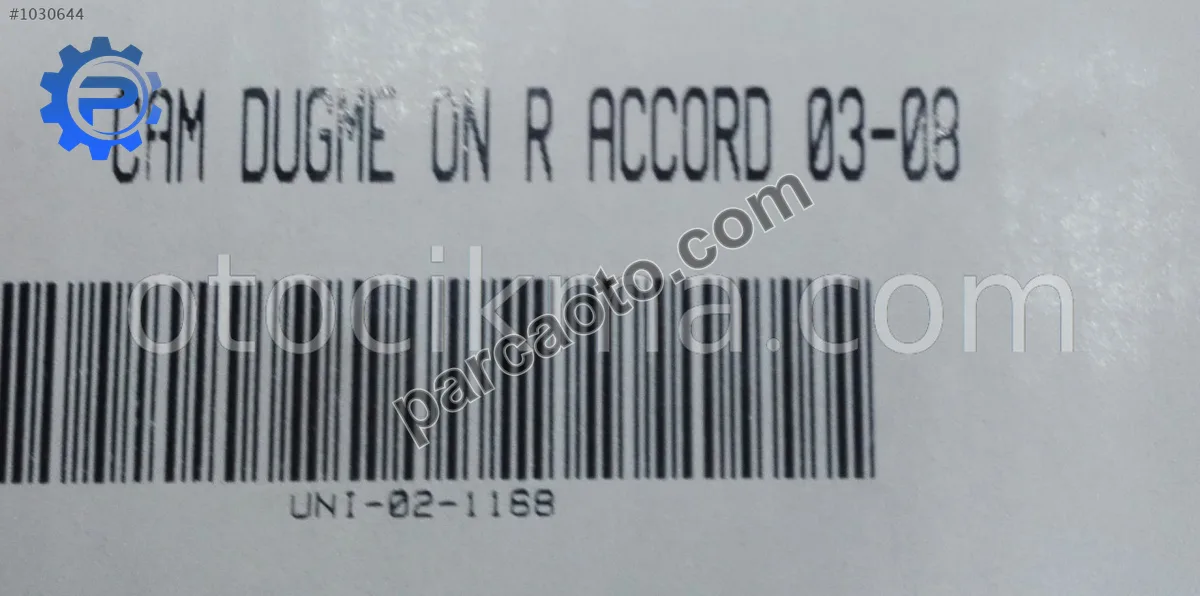 #1030644
CAM DUGME ON R ACCORD 03-08
otocikma.com
parcaoto.com
UNI-02-1168